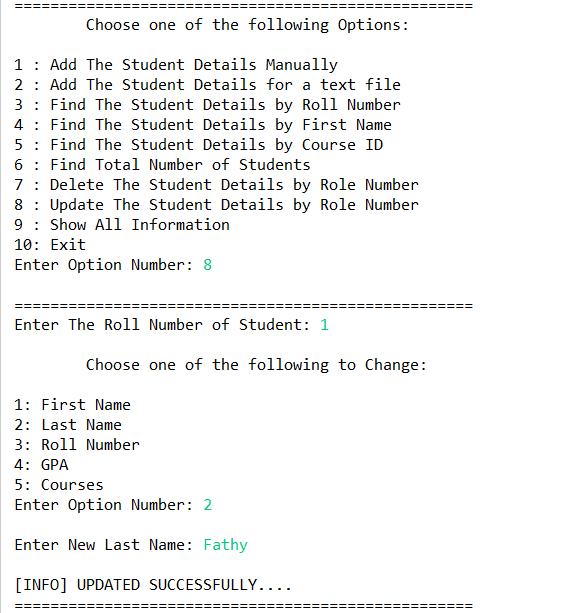 ===================================================
Choose one of the following Options:
1 : Add The Student Details Manually
2 : Add The Student Details for a text file
3 : Find The Student Details by Roll Number
4 : Find The Student Details by First Name
5 : Find The Student Details by Course ID
6 : Find Total Number of Students
7 : Delete The Student Details by Role Number
8 : Update The Student Details by Role Number
9 : Show All Information
10: Exit
Enter Option Number: 8
===================================================
Enter The Roll Number of Student: 1
Choose one of the following to Change:
1: First Name
2: Last Name
3: Roll Number
4: GPA
5: Courses
Enter Option Number: 2
Enter New Last Name: Fathy
[INFO] UPDATED SUCCESSFULLY....
===================================================